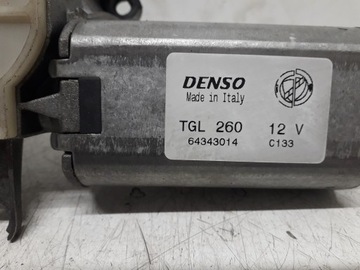 DENSO
Made in Italy
TGL 260 12 V
64343014 C133